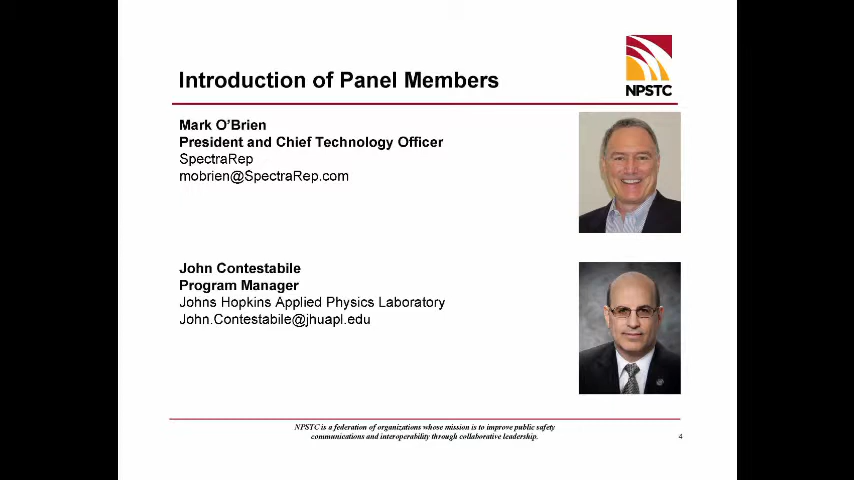 Introduction of Panel Members
NPSTC
Mark O'Brien
President and Chief Technology Officer
SpectraRep
mobrien@SpectraRep.com
John Contestabile
Program Manager
Johns Hopkins Applied Physics Laboratory
John.Contestabile@jhuapl.edu
NPSTC is a federation of organizations whose mission is to improve public safety
communications and interoperability through collaborative leadership.
4